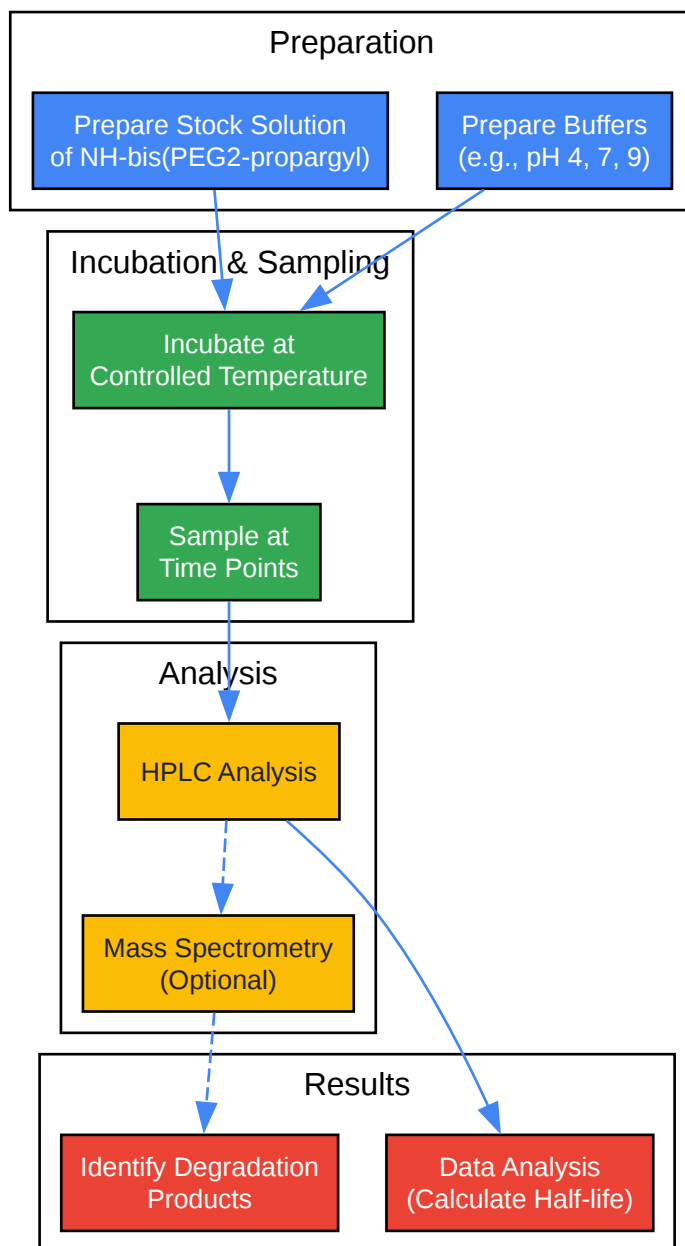 Preparation
Prepare Stock Solution
of NH-bis(PEG2-propargyl)
Prepare Buffers
(e.g., pH 4, 7, 9)
Incubation & Sampling
Incubate at
Controlled Temperature
Sample at
Time Points
Analysis
HPLC Analysis
Mass Spectrometry
(Optional)
Results
Identify Degradation
Products
Data Analysis
(Calculate Half-life)